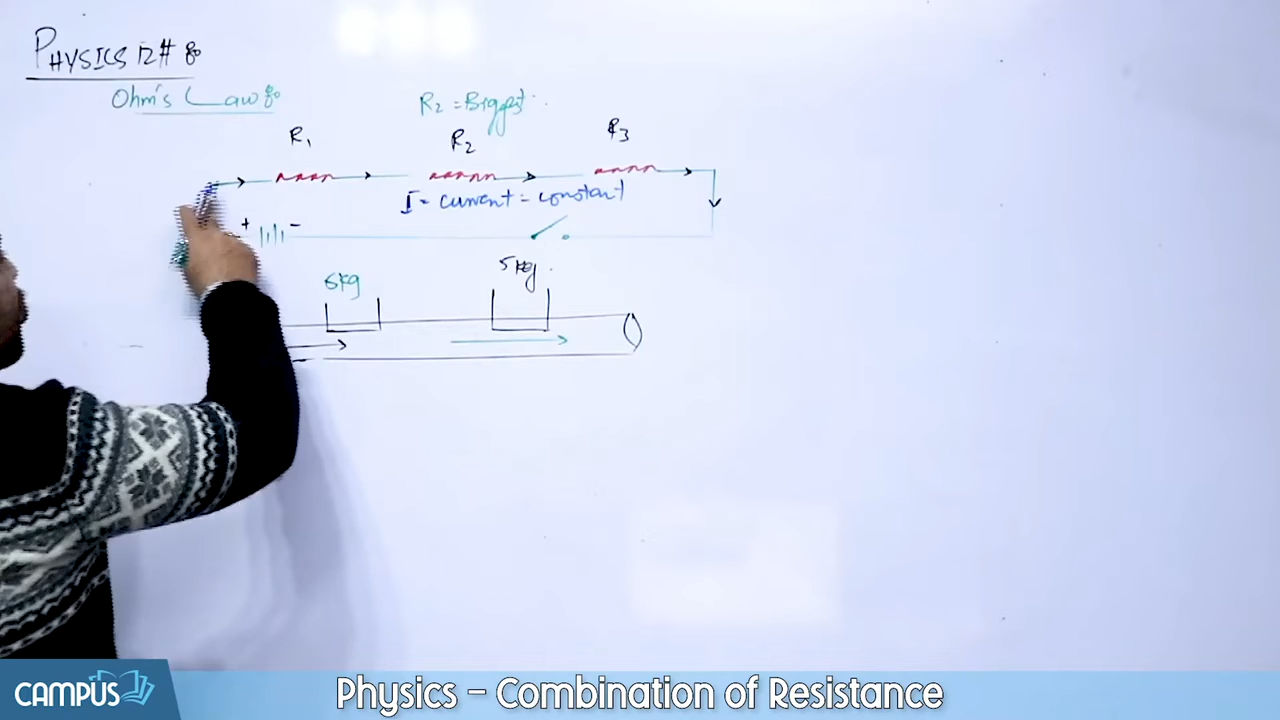 PHYSICS 12#8
Ohm's Law
R2 = Biggest
R1 R2 R3
I = current = constant
+ -
5kg
5kg
CAMPUS
Physics - Combination of Resistance